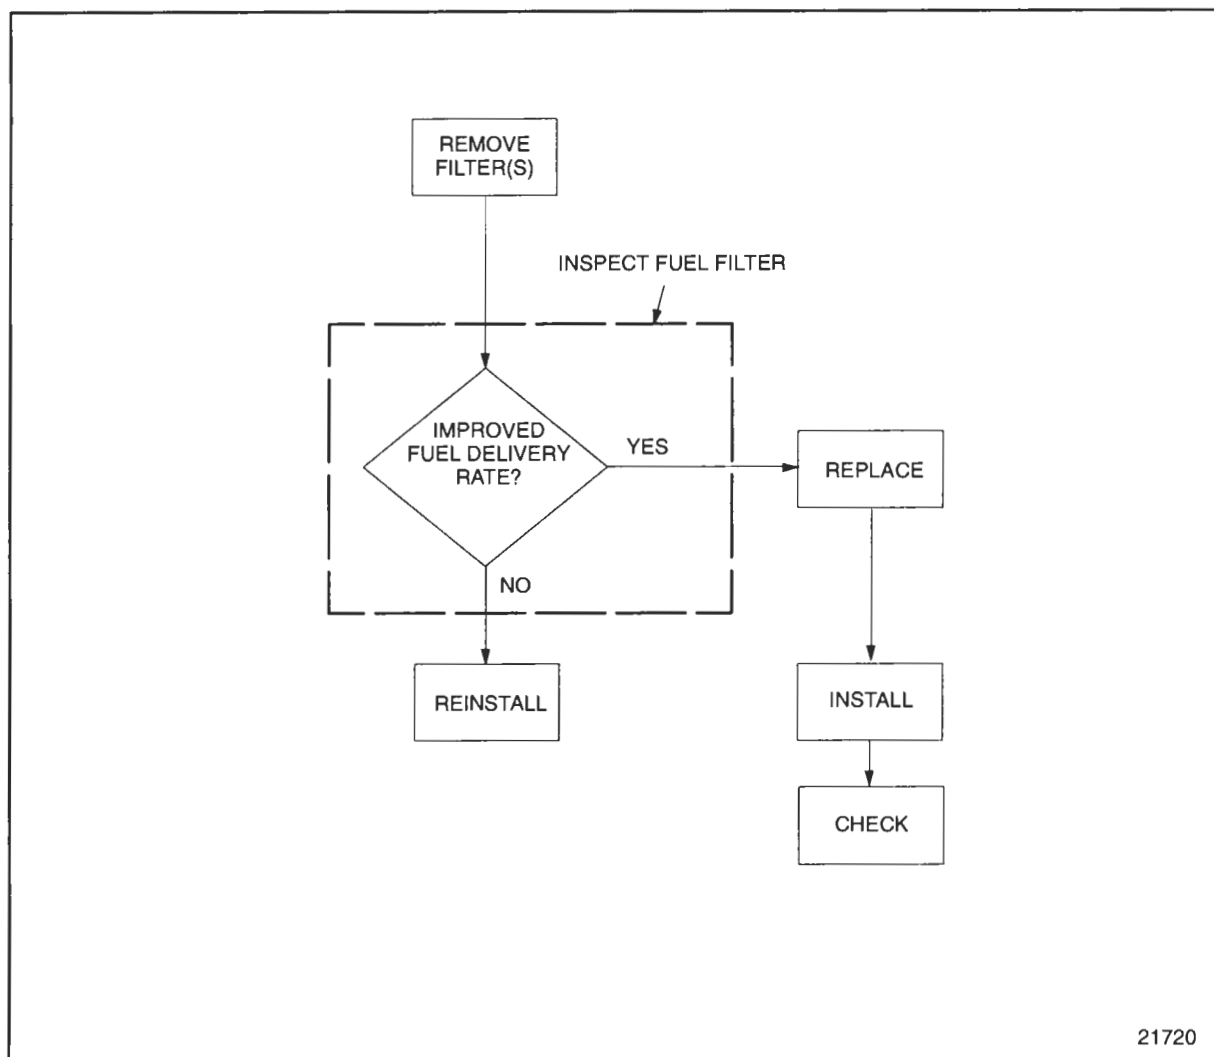 REMOVE
FILTER(S)
INSPECT FUEL FILTER
IMPROVED
FUEL DELIVERY
RATE?
YES
REPLACE
NO
REINSTALL
INSTALL
CHECK
21720